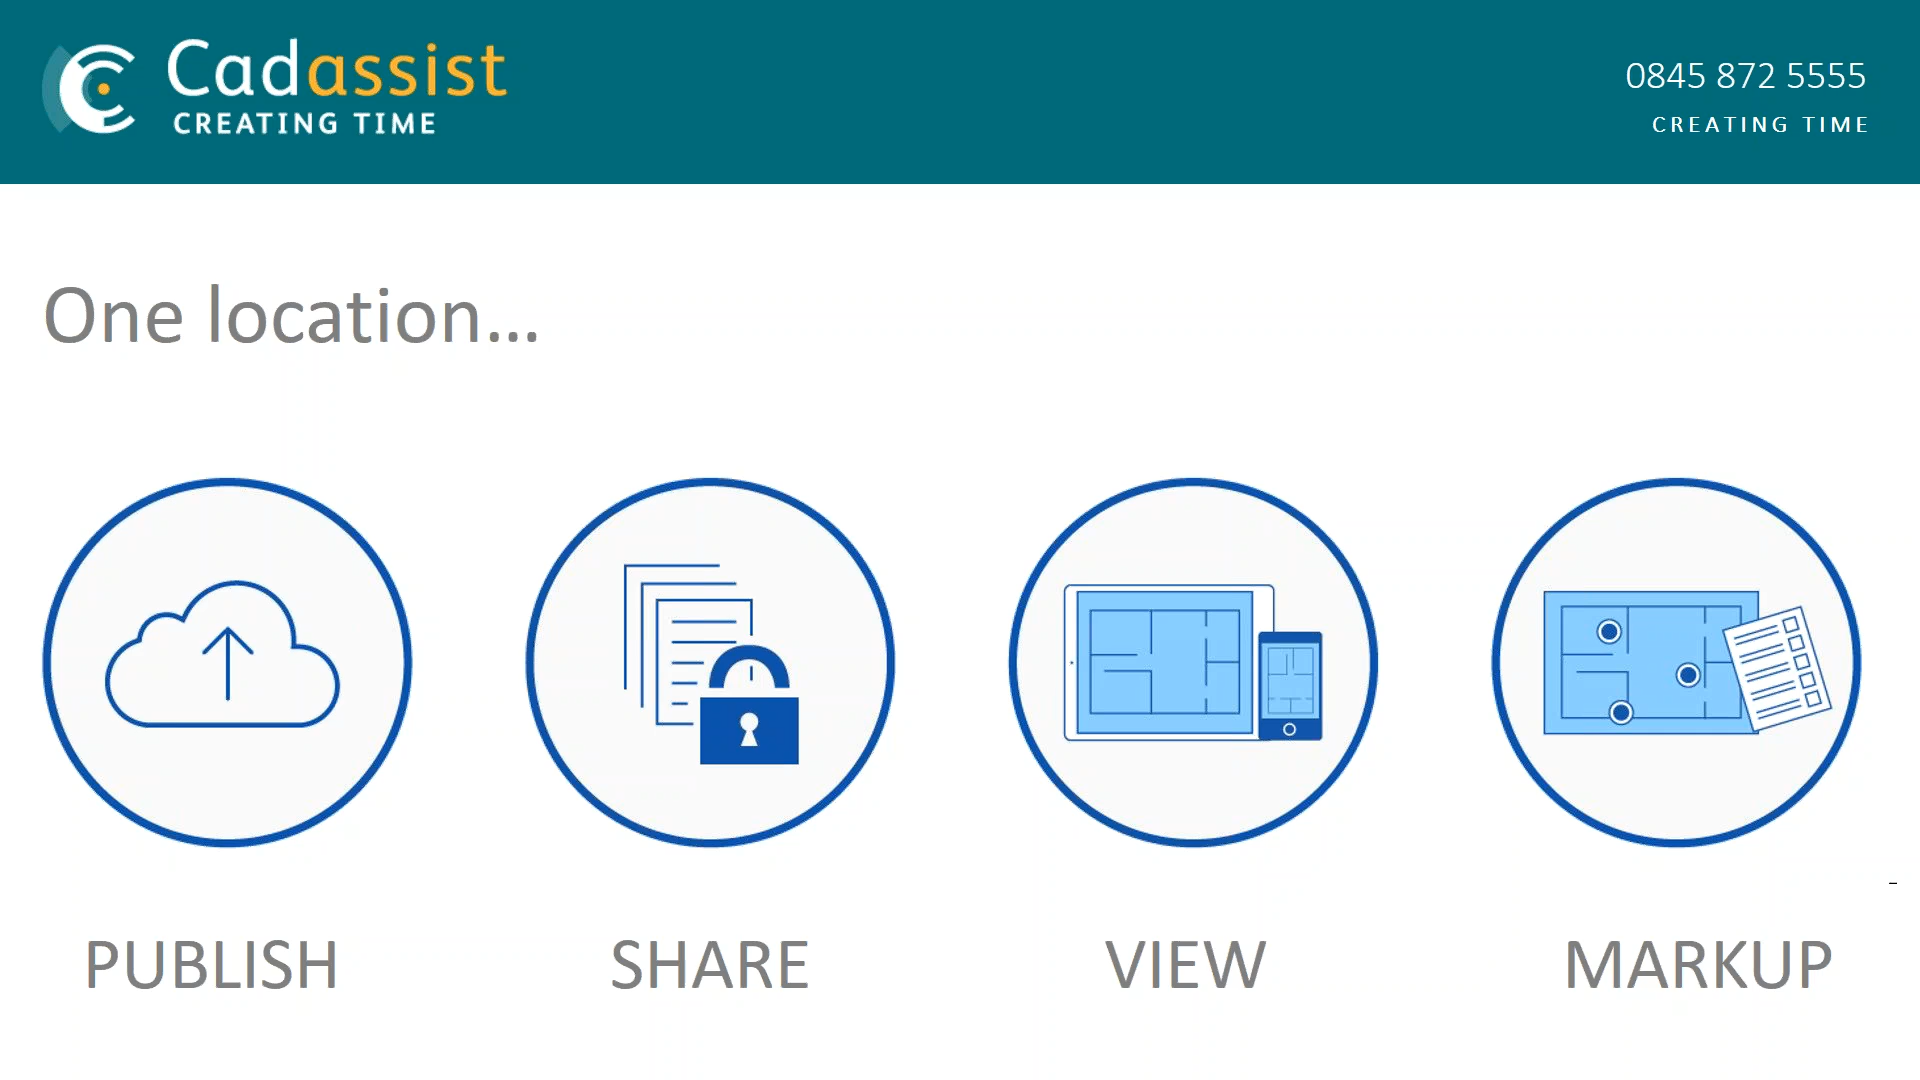 Cadassist
CREATING TIME
0845 872 5555
CREATING TIME
One location...
PUBLISH
SHARE
VIEW
MARKUP